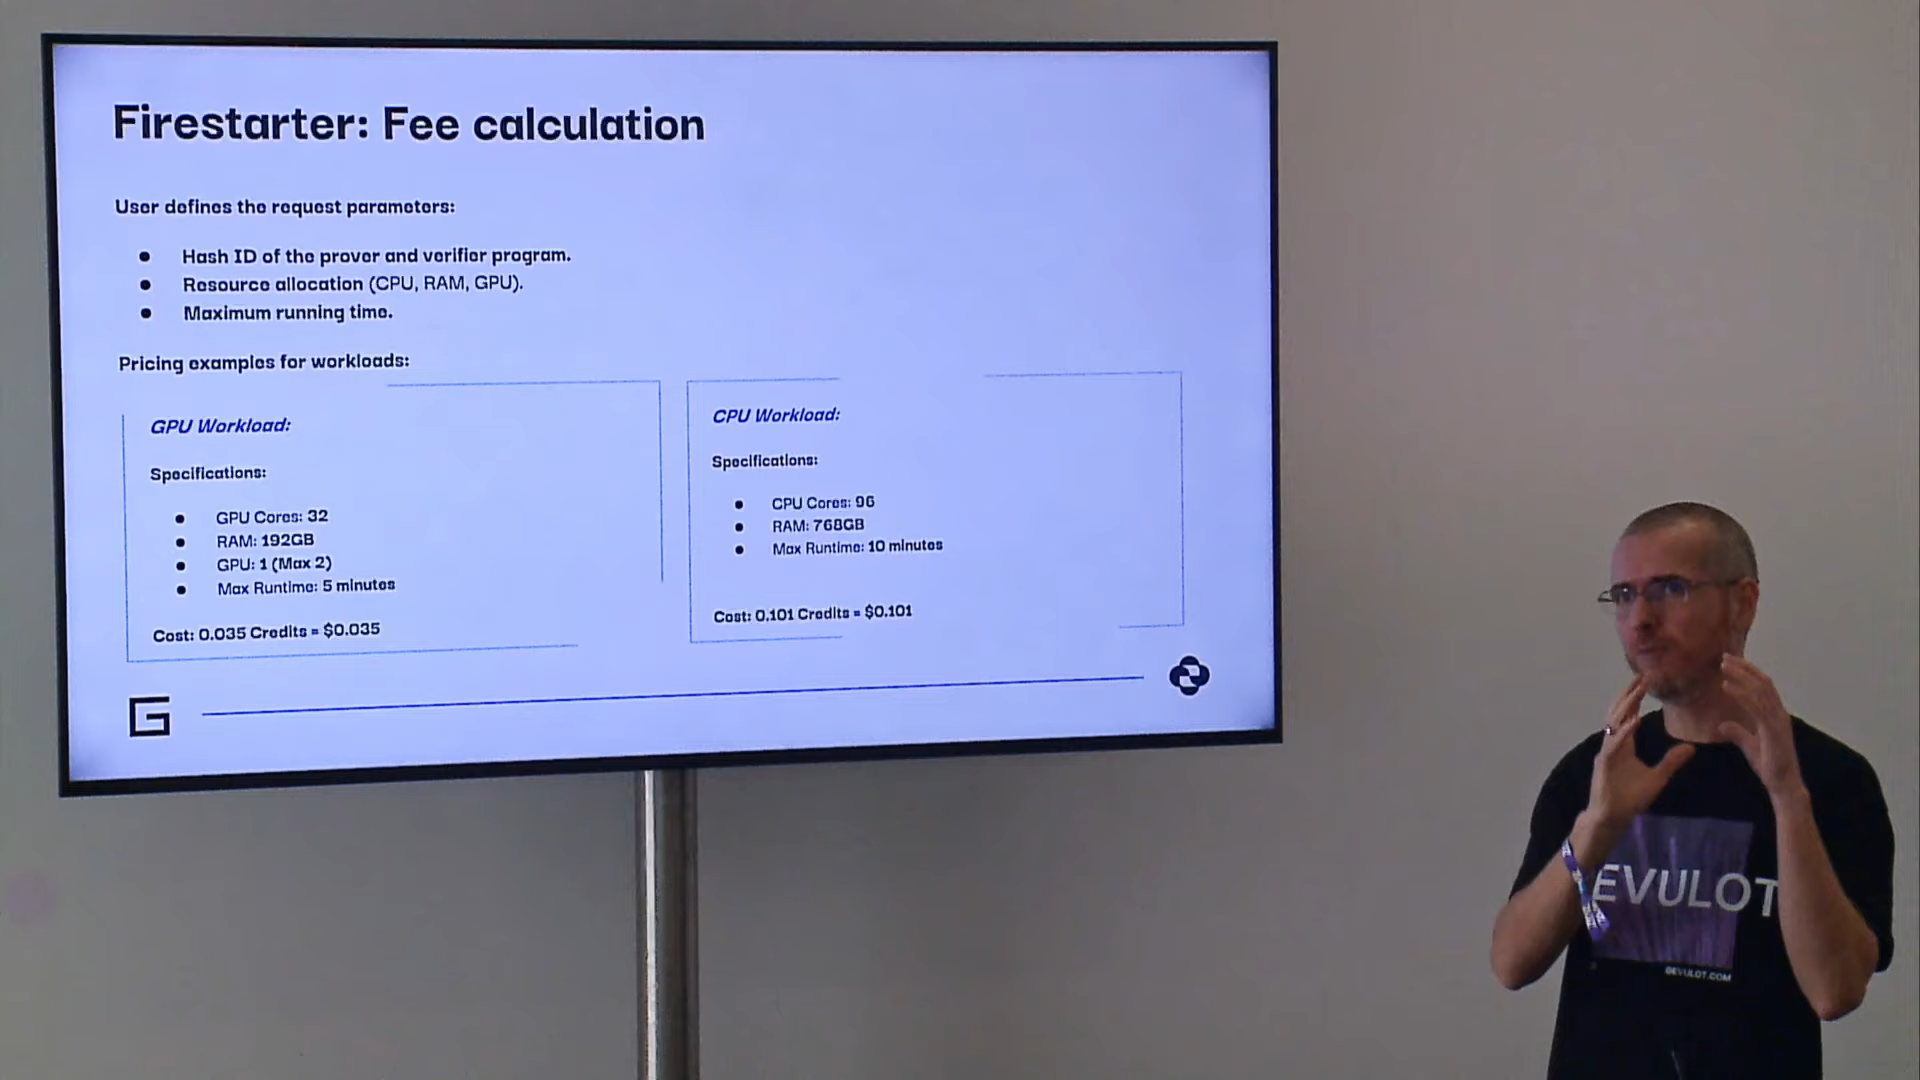 Firestarter: Fee calculation
User defines the request parameters:
● Hash ID of the prover and verifier program.
● Resource allocation (CPU, RAM, GPU).
● Maximum running time.
Pricing examples for workloads:
GPU Workload:
Specifications:
● GPU Cores: 32
● RAM: 192GB
● GPU: 1 (Max 2)
● Max Runtime: 5 minutes
Cost: 0.035 Credits = $0.035
CPU Workload:
Specifications:
● CPU Cores: 96
● RAM: 768GB
● Max Runtime: 10 minutes
Cost: 0.101 Credits = $0.101
G
EVULOT
GEVULOT.COM